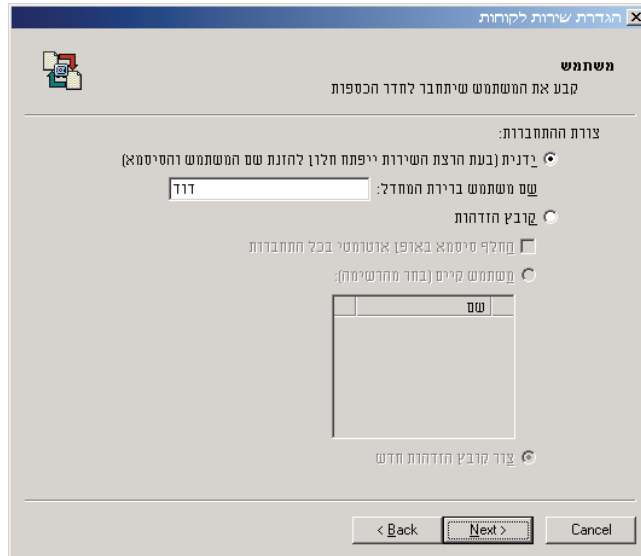 הגדרת שירות לקוחות
משתמש
קבע את המשתמש שיתחבר לחדר הכספות
צורת ההתחברות:
ידנית (בעת הרצת השירות ייפתח חלון להזנת שם המשתמש והסיסמא)
שם משתמש ברירת המחדל: דוד
קובץ הזדהות
החלף סיסמא באופן אוטומטי בכל התחברות
משתמש קיים (בחר מהרשימה):
שם
צור קובץ הזדהות חדש
< Back Next > Cancel